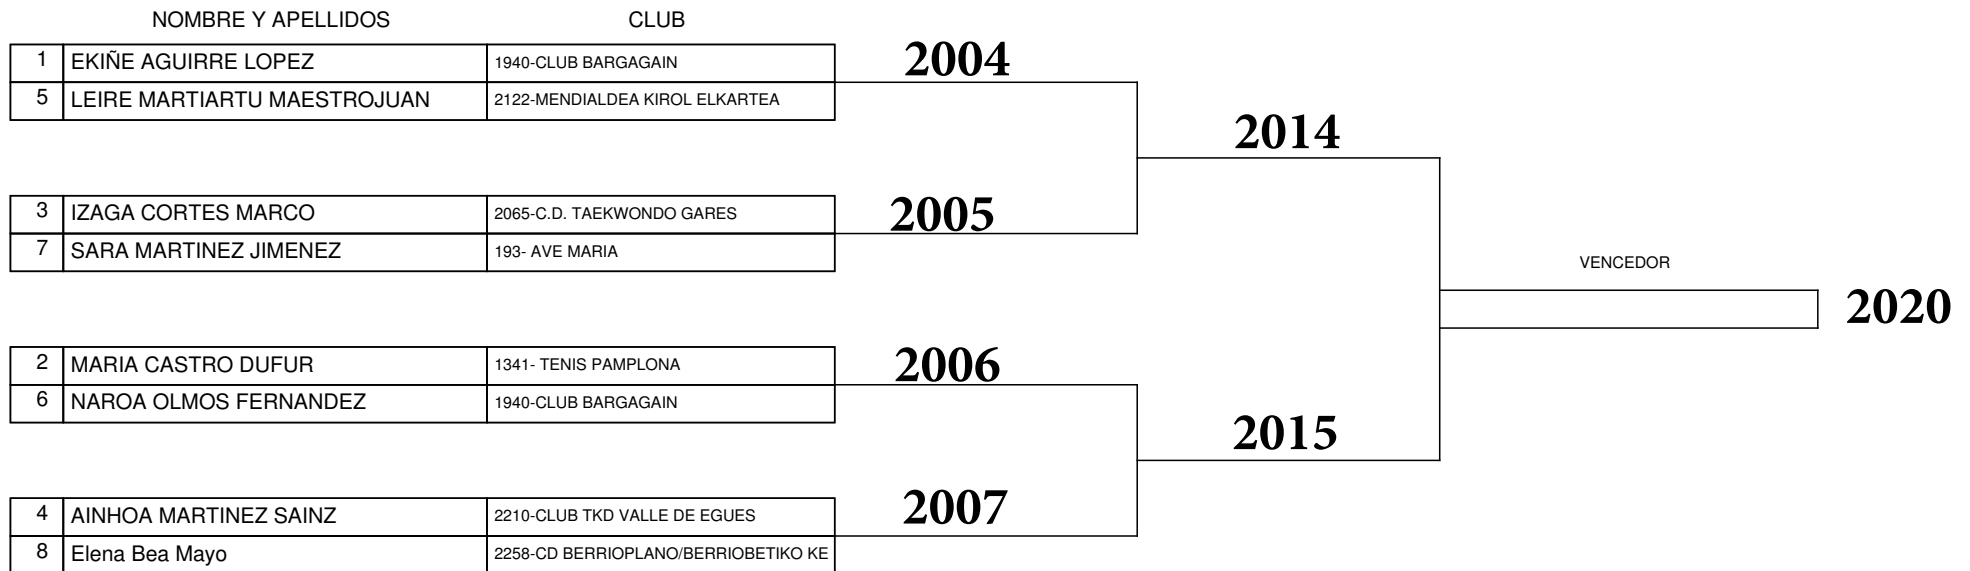 NOMBRE Y APELLIDOS CLUB
1 EKIÑE AGUIRRE LOPEZ 1940-CLUB BARGAGAIN 2004
5 LEIRE MARTIARTU MAESTROJUAN 2122-MENDIALDEA KIROL ELKARTEA
2014
3 IZAGA CORTES MARCO 2065-C.D. TAEKWONDO GARES 2005
7 SARA MARTINEZ JIMENEZ 193- AVE MARIA
VENCEDOR
2020
2 MARIA CASTRO DUFUR 1341- TENIS PAMPLONA 2006
6 NAROA OLMOS FERNANDEZ 1940-CLUB BARGAGAIN
2015
4 AINHOA MARTINEZ SAINZ 2210-CLUB TKD VALLE DE EGUES 2007
8 Elena Bea Mayo 2258-CD BERRIOPLANO/BERRIOBETIKO KE